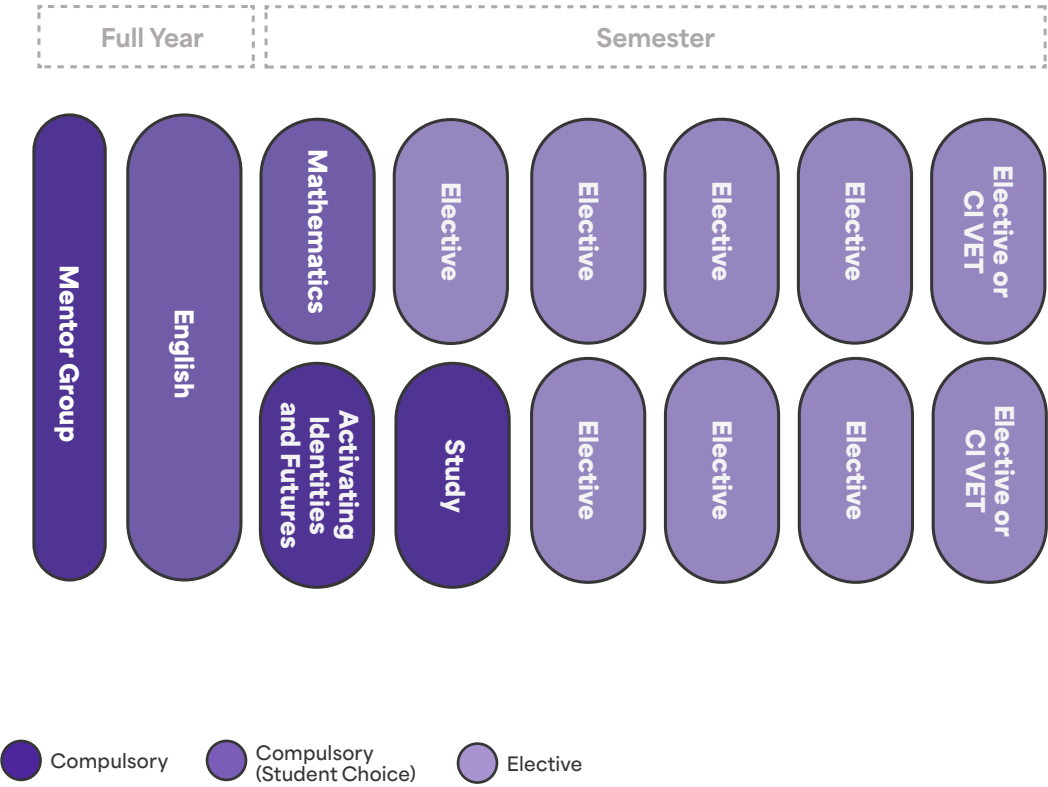 Full Year
Semester
Mentor Group
English
Mathematics
Elective
Elective
Elective
Elective
Elective or
CI VET
Activating
Identities
and Futures
Study
Elective
Elective
Elective
Elective or
CI VET
Compulsory
Compulsory
(Student Choice)
Elective